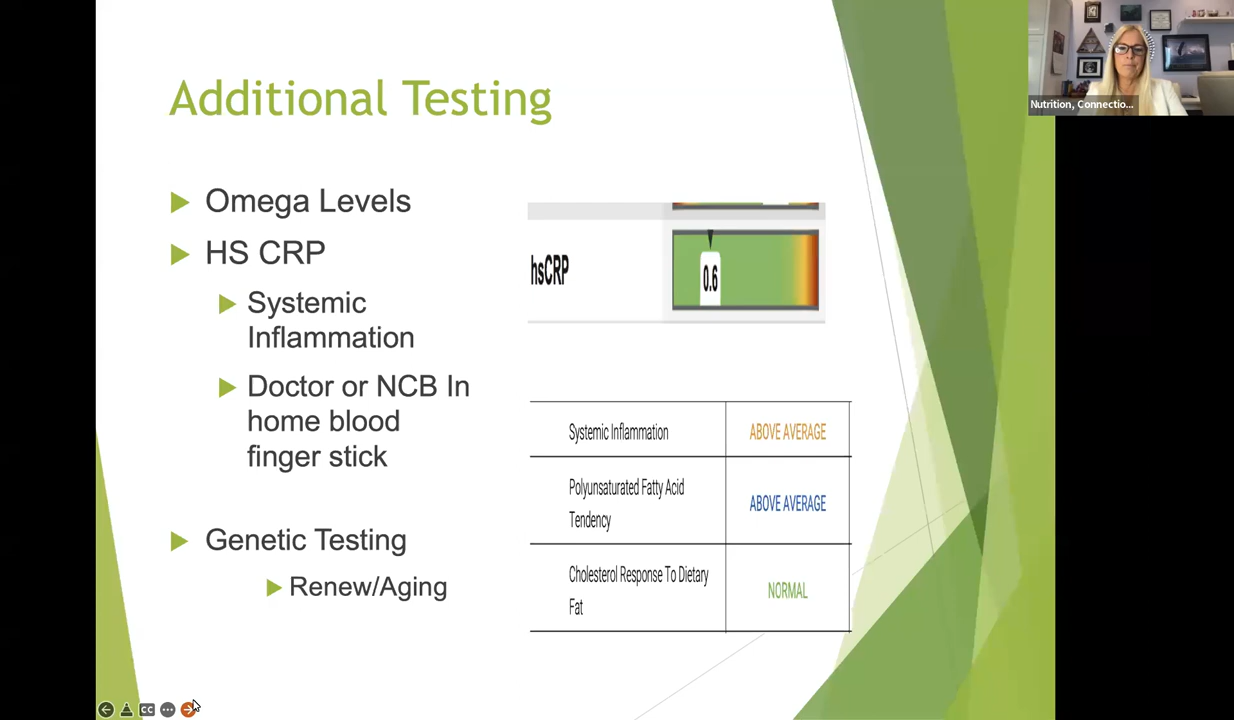 Additional Testing
Omega Levels
HS CRP
Systemic
Inflammation
Doctor or NCB In
home blood
finger stick
Genetic Testing
Renew/Aging
hsCRP
0.6
Systemic Inflammation
ABOVE AVERAGE
Polyunsaturated Fatty Acid
Tendency
ABOVE AVERAGE
Cholesterol Response To Dietary
Fat
NORMAL
Nutrition, Connectio...
CC